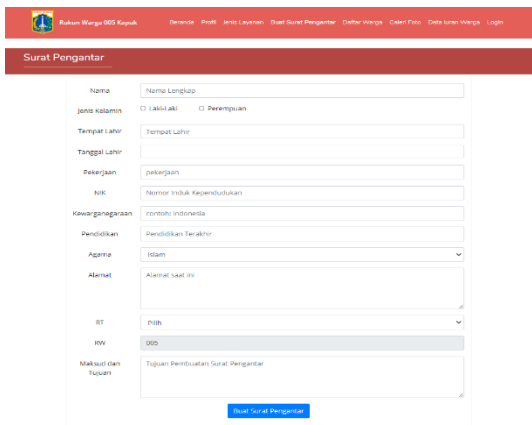 Rukun Warga 005 Kapuk Beranda Profil Jenis Layanan Buat Surat Pengantar Daftar Warga Galeri Foto Data Iuran Warga Login
Surat Pengantar
Nama Nama Lengkap
Jenis Kelamin Laki-Laki Perempuan
Tempat Lahir Tempat Lahir
Tanggal Lahir
Pekerjaan pekerjaan
NIK Nomor Induk Kependudukan
Kewarganegaraan contoh: Indonesia
Pendidikan Pendidikan Terakhir
Agama Islam
Alamat Alamat saat ini
RT Pilih
RW 005
Maksud dan Tujuan Tujuan Pembuatan Surat Pengantar
Buat Surat Pengantar